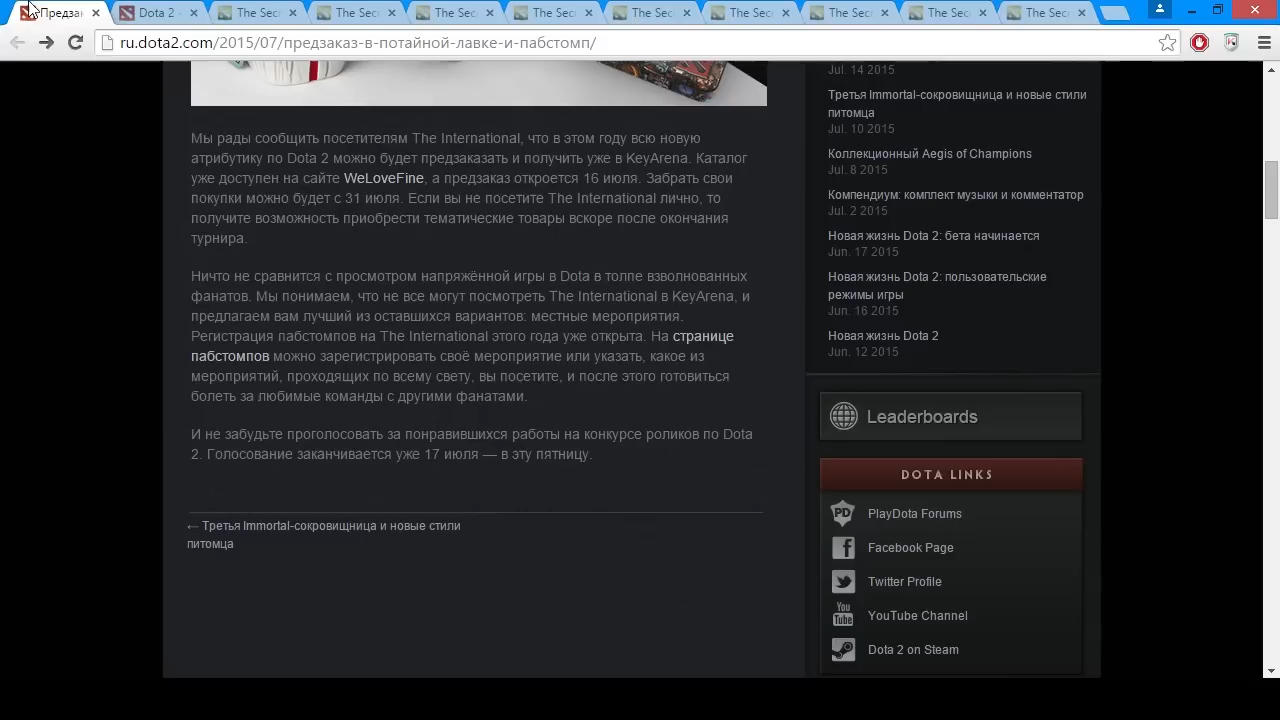 Предза
Dota 2 -
The Seci
The Seci
The Seci
The Seci
The Seci
The Seci
The Seci
The Seci
The Seci
ru.dota2.com/2015/07/предзаказ-в-потайной-лавке-и-пабстомп/
Мы рады сообщить посетителям The International, что в этом году всю новую
атрибутику по Dota 2 можно будет предзаказать и получить уже в KeyArena. Каталог
уже доступен на сайте WeLoveFine, а предзаказ откроется 16 июля. Забрать свои
покупки можно будет с 31 июля. Если вы не посетите The International лично, то
получите возможность приобрести тематические товары вскоре после окончания
турнира.
Ничто не сравнится с просмотром напряжённой игры в Dota в толпе взволнованных
фанатов. Мы понимаем, что не все могут посмотреть The International в KeyArena, и
предлагаем вам лучший из оставшихся вариантов: местные мероприятия.
Регистрация пабстомпов на The International этого года уже открыта. На странице
пабстомпов можно зарегистрировать своё мероприятие или указать, какое из
мероприятий, проходящих по всему свету, вы посетите, и после этого готовиться
болеть за любимые команды с другими фанатами.
И не забудьте проголосовать за понравившихся работы на конкурсе роликов по Dota
2. Голосование заканчивается уже 17 июля — в эту пятницу.
← Третья Immortal-сокровищница и новые стили
питомца
Jul. 14 2015
Третья Immortal-сокровищница и новые стили
питомца
Jul. 10 2015
Коллекционный Aegis of Champions
Jul. 8 2015
Компендиум: комплект музыки и комментатор
Jul. 2 2015
Новая жизнь Dota 2: бета начинается
Jun. 17 2015
Новая жизнь Dota 2: пользовательские
режимы игры
Jun. 16 2015
Новая жизнь Dota 2
Jun. 12 2015
Leaderboards
DOTA LINKS
PD
PlayDota Forums
Facebook Page
Twitter Profile
You
Tube
YouTube Channel
Dota 2 on Steam